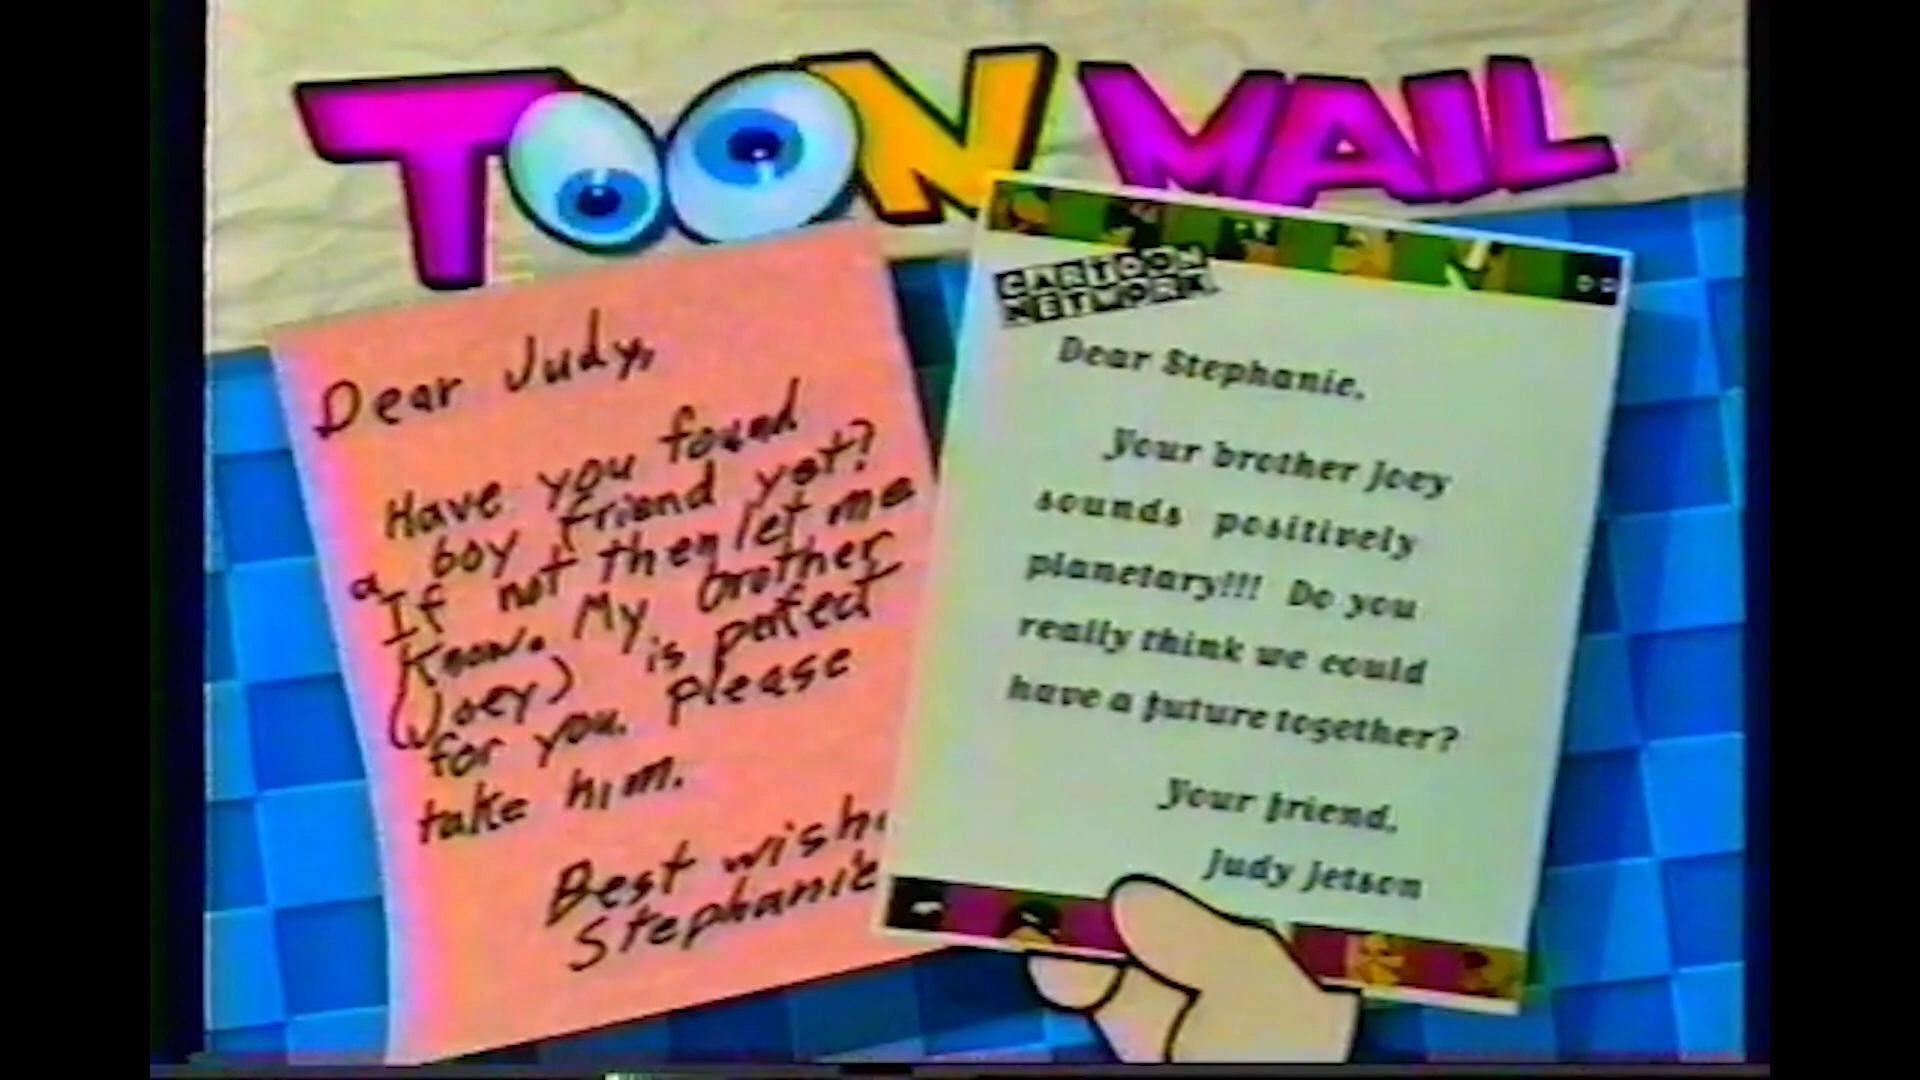 TOON MAIL
Dear Judy,
Have you found
a boy friend yet?
If not then let me
know. My brother
(Joey) is perfect
for you. Please
take him.
Best wish
Stephanie
CARTOON
NETWORK
Dear Stephanie,
Your brother Joey
sounds positively
planetary!!! Do you
really think we could
have a future together?
Your friend,
Judy Jetson